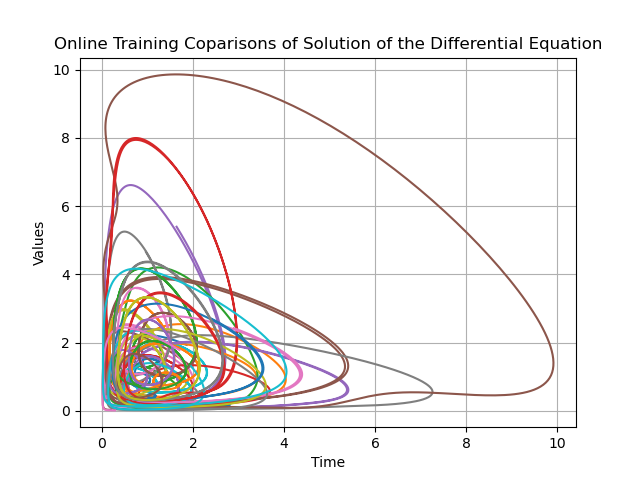 Online Training Coparisons of Solution of the Differential Equation
10
8
6
4
2
0
Values
0 2 4 6 8 10
Time